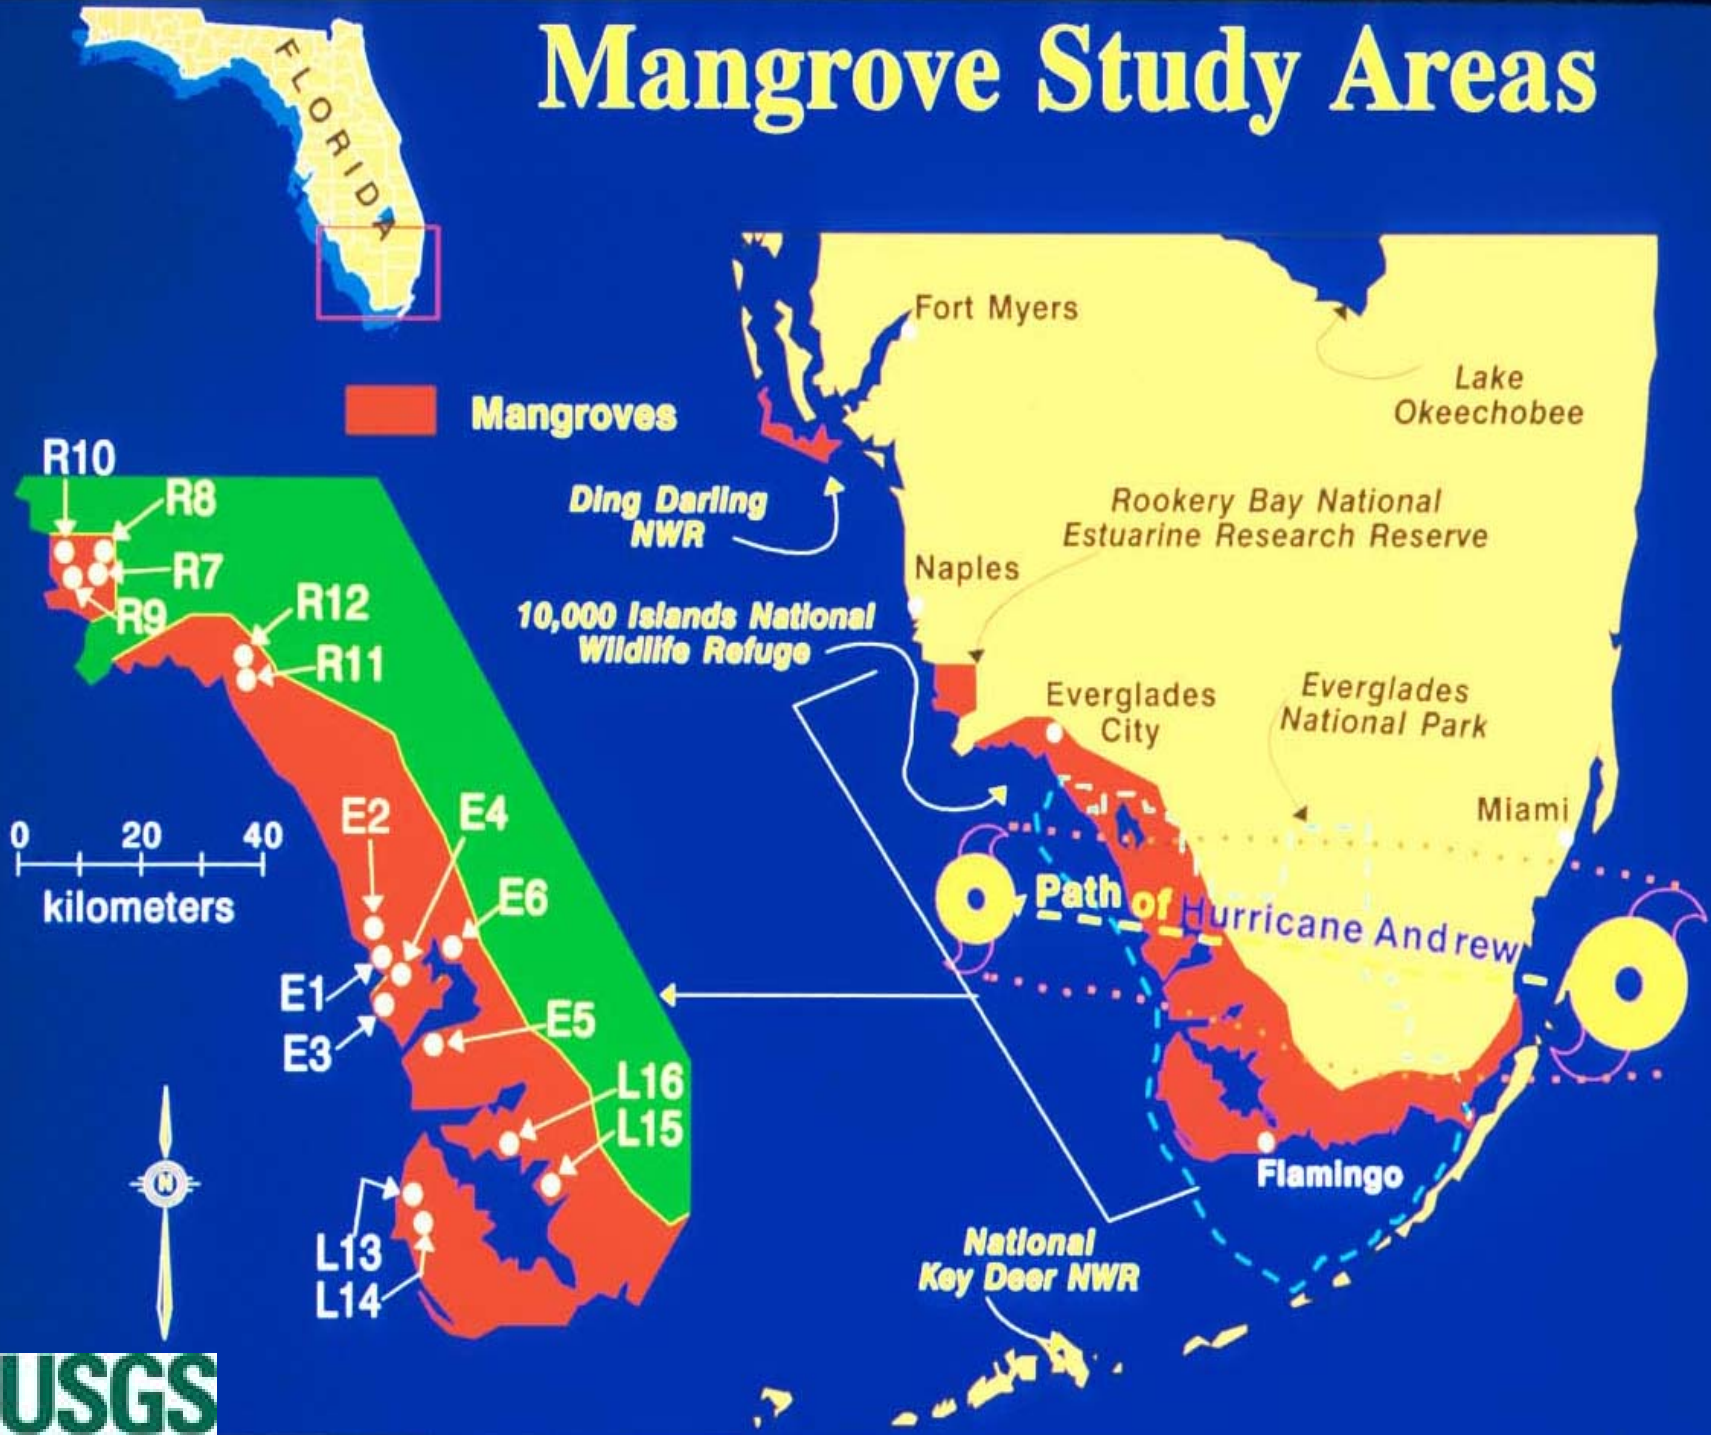 Mangrove Study Areas
FLORIDA
Fort Myers
Lake
Okeechobee
Mangroves
R10
R8
R7
R9
R12
R11
Ding Darling
NWR
Rookery Bay National
Estuarine Research Reserve
Naples
10,000 Islands National
Wildlife Refuge
Everglades
City
Everglades
National Park
Miami
0 20 40
kilometers
E2
E4
E6
E1
E3
E5
L16
L15
L13
L14
Path of Hurricane Andrew
Flamingo
National
Key Deer NWR
N
USGS